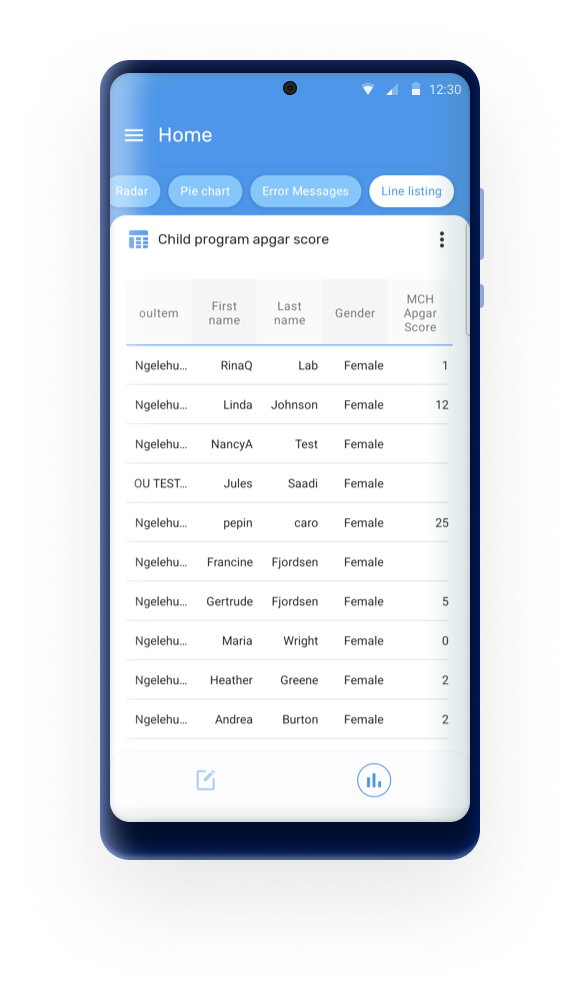 12:30
Home
Radar Pie chart Error Messages Line listing
Child program apgar score
ouItem First name Last name Gender MCH Apgar Score
Ngelehu... RinaQ Lab Female 1
Ngelehu... Linda Johnson Female 12
Ngelehu... NancyA Test Female
OU TEST... Jules Saadi Female
Ngelehu... pepin caro Female 25
Ngelehu... Francine Fjordsen Female
Ngelehu... Gertrude Fjordsen Female 5
Ngelehu... Maria Wright Female 0
Ngelehu... Heather Greene Female 2
Ngelehu... Andrea Burton Female 2